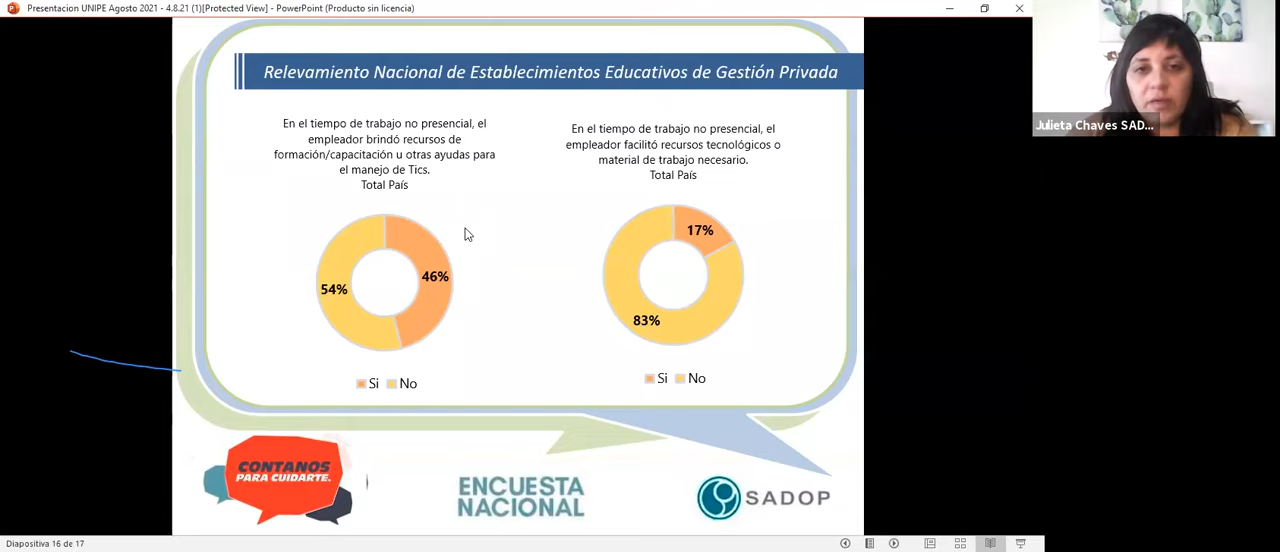 Presentacion UNIPE Agosto 2021 - 4.8.21 (1)[Protected View] - PowerPoint (Producto sin licencia)
Julieta Chaves SAD...
Relevamiento Nacional de Establecimientos Educativos de Gestión Privada
En el tiempo de trabajo no presencial, el
empleador brindó recursos de
formación/capacitación u otras ayudas para
el manejo de Tics.
Total País
46%
54%
Si No
En el tiempo de trabajo no presencial, el
empleador facilitó recursos tecnológicos o
material de trabajo necesario.
Total País
17%
83%
Si No
CONTANOS
PARA CUIDARTE.
ENCUESTA
NACIONAL
SADOP
Diapositiva 16 de 17